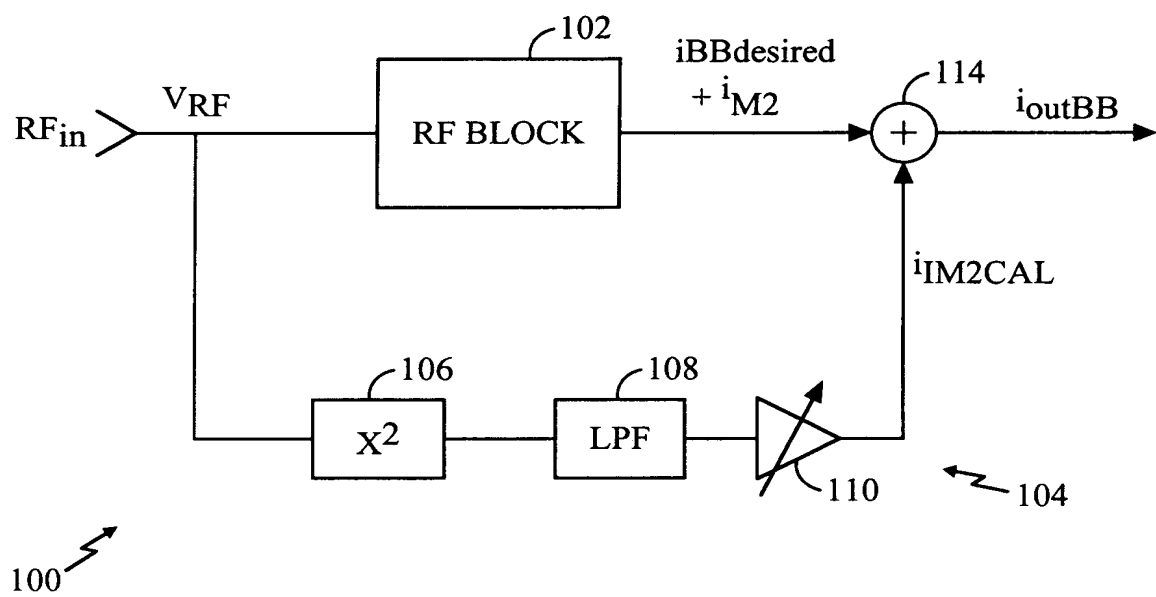 102
iBBdesired
+ iM2
114
VRF
RFin
RF BLOCK
+
ioutBB
iIM2CAL
106
108
X²
LPF
110
104
100